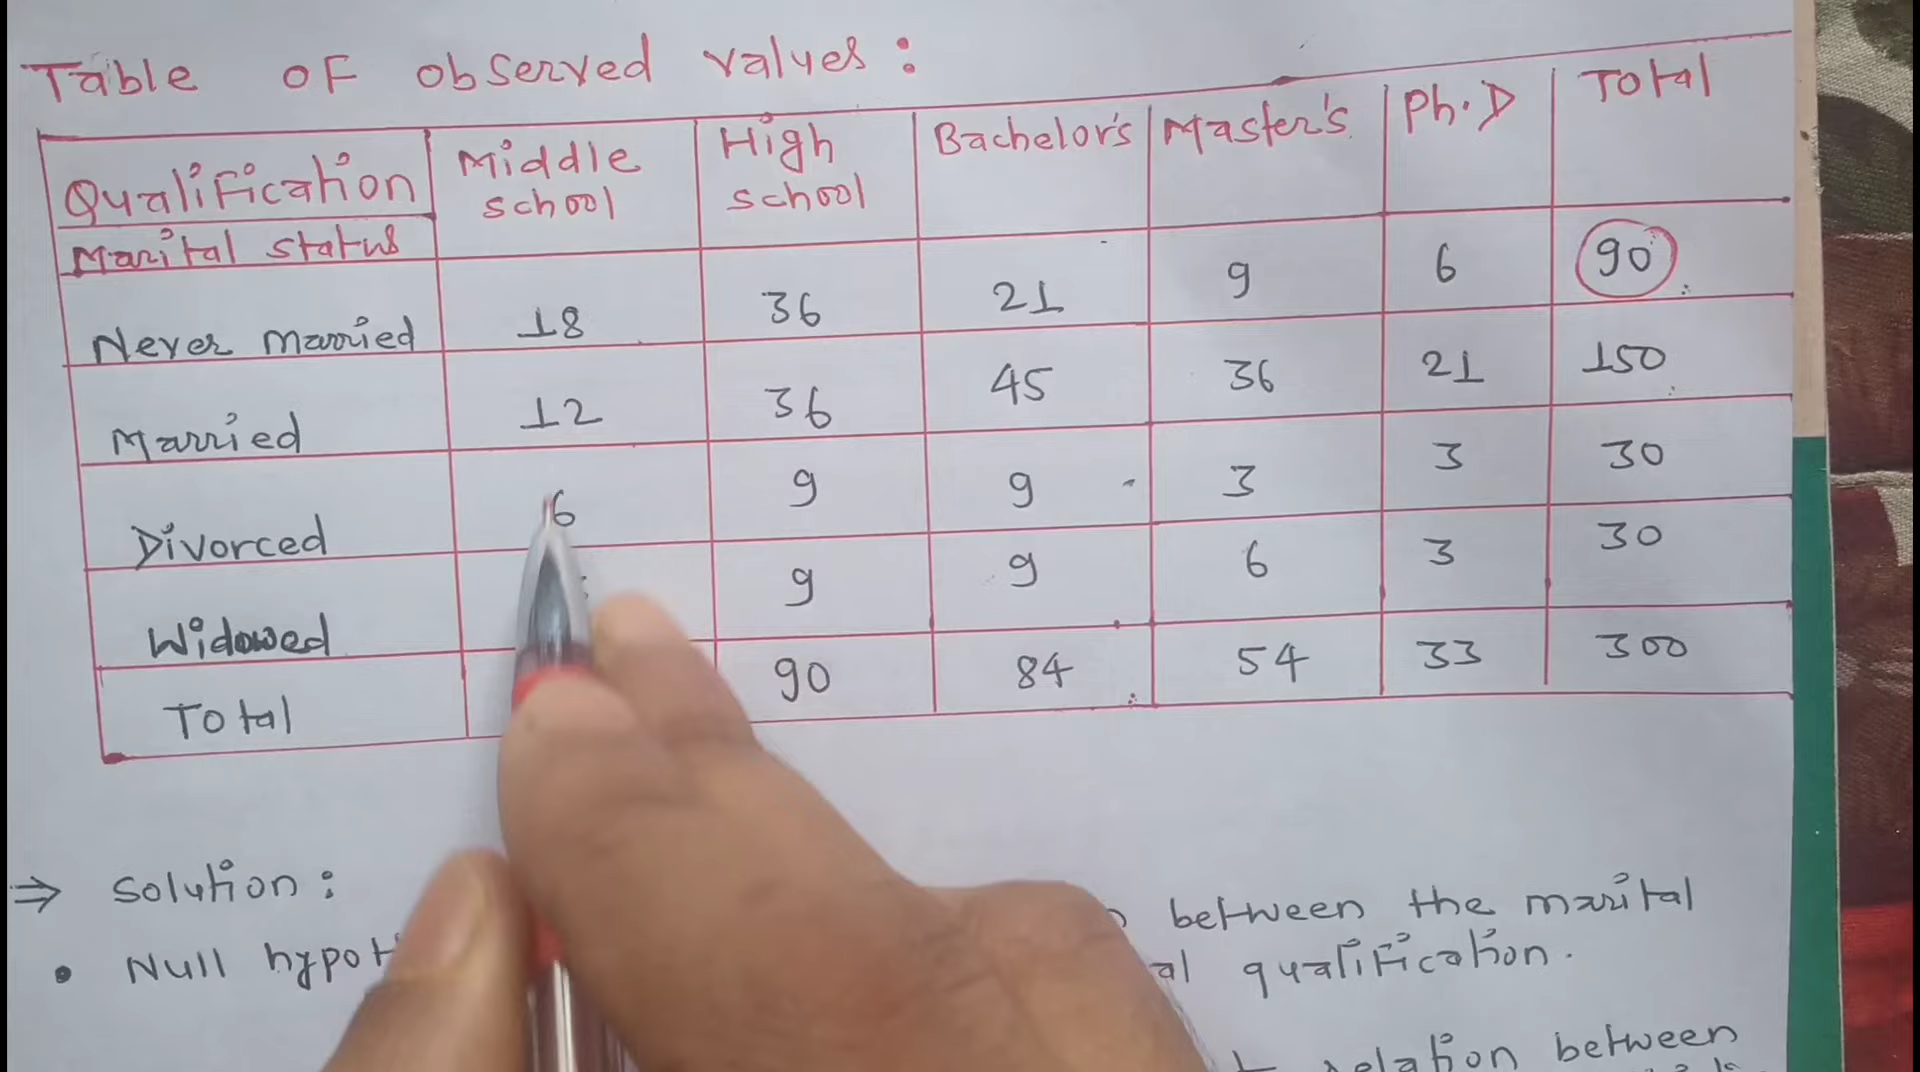 Table of observed values :
Qualification Middle school High school Bachelor's Master's Ph.D Total
Marital status
Never married 18 36 21 9 6 90
Married 12 36 45 36 21 150
Divorced 6 9 9 3 3 30
Widowed 9 9 6 3 30
Total 90 84 54 33 300
⇒ Solution :
between the marital
• Null qualification.
relation between